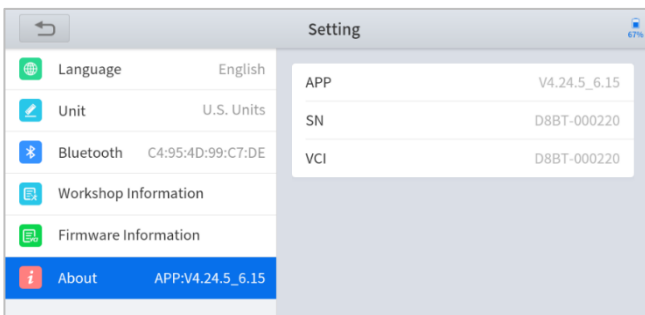 Setting
67%
Language English
Unit U.S. Units
Bluetooth C4:95:4D:99:C7:DE
Workshop Information
Firmware Information
About APP:V4.24.5_6.15
APP V4.24.5_6.15
SN D8BT-000220
VCI D8BT-000220